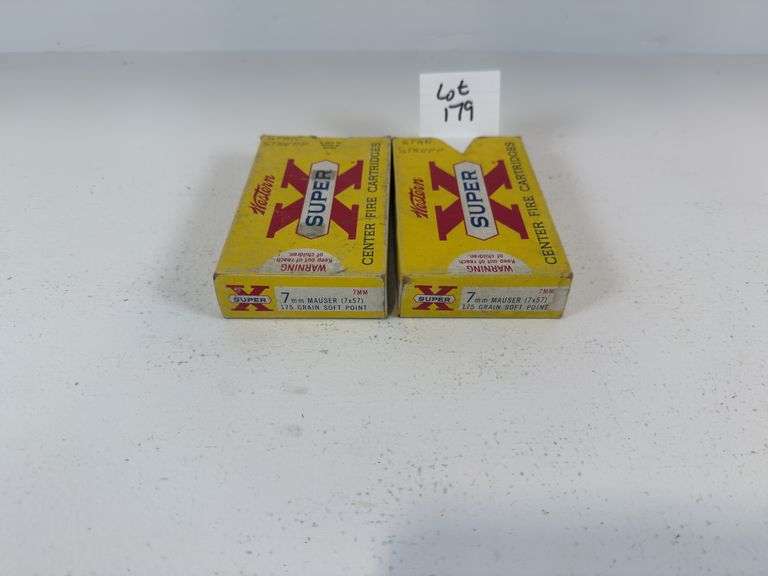 Lot
179
Western
SUPER
X
CENTER FIRE CARTRIDGES
WARNING
Keep out of reach
of children.
X
SUPER
7MM
7mm MAUSER (7x57)
175 GRAIN SOFT POINT
STAN
STRUPP
Western
SUPER
X
CENTER FIRE CARTRIDGES
WARNING
Keep out of reach
of children.
X
SUPER
7MM
7mm MAUSER (7x57)
175 GRAIN SOFT POINT